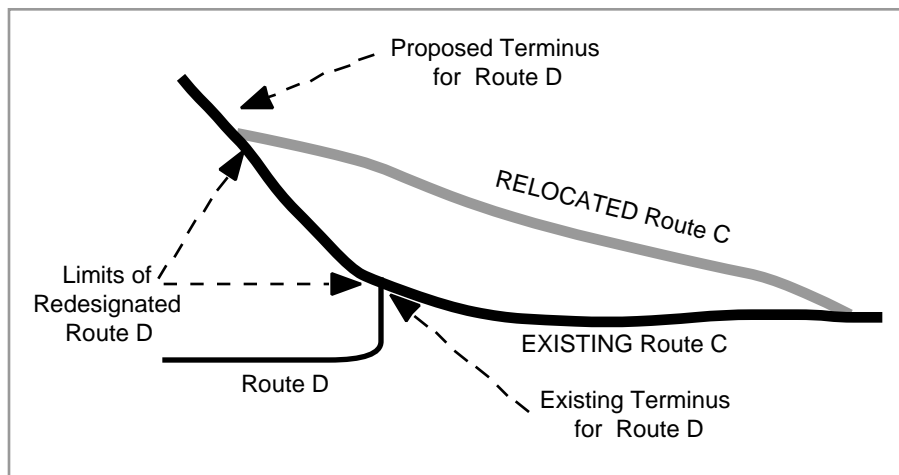 Proposed Terminus
for Route D
RELOCATED Route C
Limits of
Redesignated
Route D
EXISTING Route C
Route D
Existing Terminus
for Route D